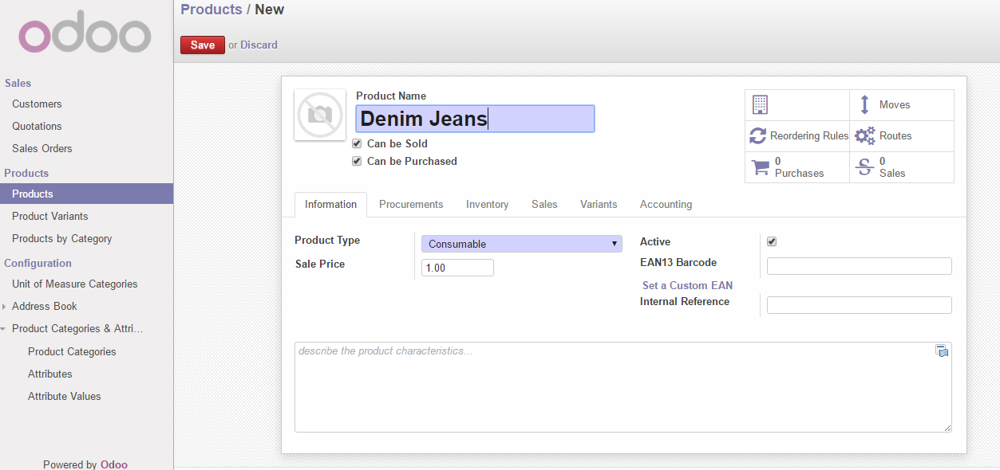 odoo
Sales
Customers
Quotations
Sales Orders
Products
Products
Product Variants
Products by Category
Configuration
Unit of Measure Categories
Address Book
Product Categories & Attri...
Product Categories
Attributes
Attribute Values
Powered by Odoo
Products / New
Save or Discard
Product Name
Denim Jeans
Can be Sold
Can be Purchased
Moves
Reordering Rules
Routes
0
Purchases
0
Sales
Information Procurements Inventory Sales Variants Accounting
Product Type Consumable
Sale Price 1.00
Active
EAN13 Barcode
Set a Custom EAN
Internal Reference
describe the product characteristics...